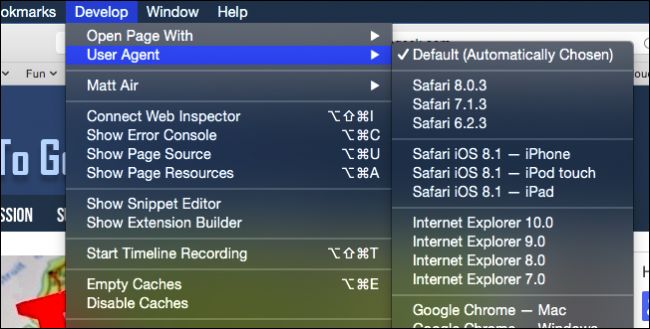 okmarks Develop Window Help
Open Page With
User Agent
Matt Air
Connect Web Inspector ⌥⇧⌘I
Show Error Console ⌥⌘C
Show Page Source ⌥⌘U
Show Page Resources ⌥⌘A
Show Snippet Editor
Show Extension Builder
Start Timeline Recording ⌥⇧⌘T
Empty Caches ⌥⌘E
Disable Caches
✓ Default (Automatically Chosen)
Safari 8.0.3
Safari 7.1.3
Safari 6.2.3
Safari iOS 8.1 — iPhone
Safari iOS 8.1 — iPod touch
Safari iOS 8.1 — iPad
Internet Explorer 10.0
Internet Explorer 9.0
Internet Explorer 8.0
Internet Explorer 7.0
Google Chrome — Mac
Google Chrome — Windows
Fun
To G
SSION
H